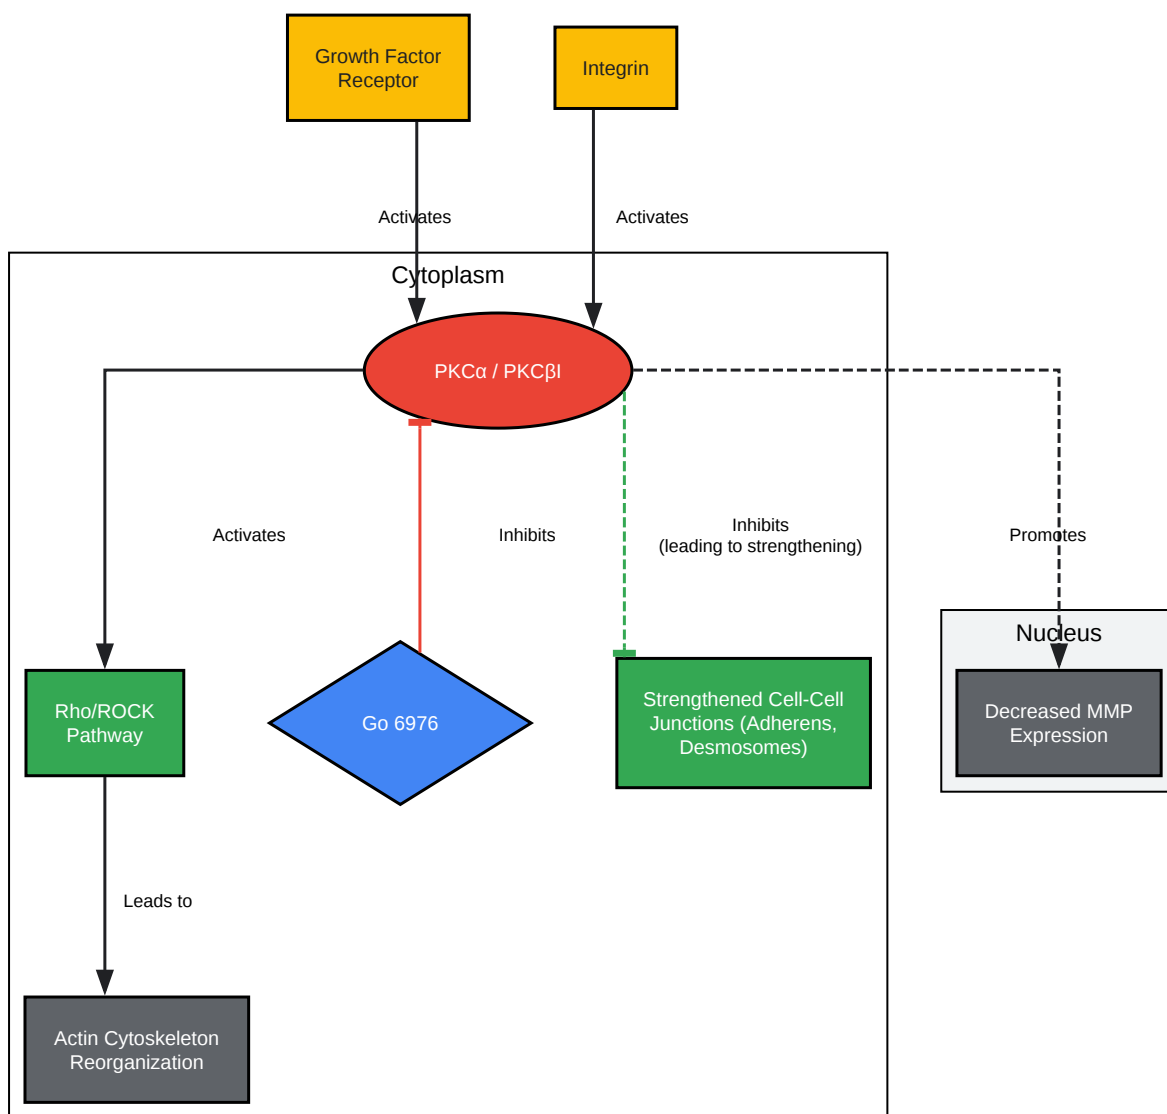 Growth Factor
Receptor
Integrin
Activates
Activates
Cytoplasm
PKCα / PKCβI
Activates
Inhibits
Inhibits
(leading to strengthening)
Promotes
Nucleus
Rho/ROCK
Pathway
Go 6976
Strengthened Cell-Cell
Junctions (Adherens,
Desmosomes)
Decreased MMP
Expression
Leads to
Actin Cytoskeleton
Reorganization